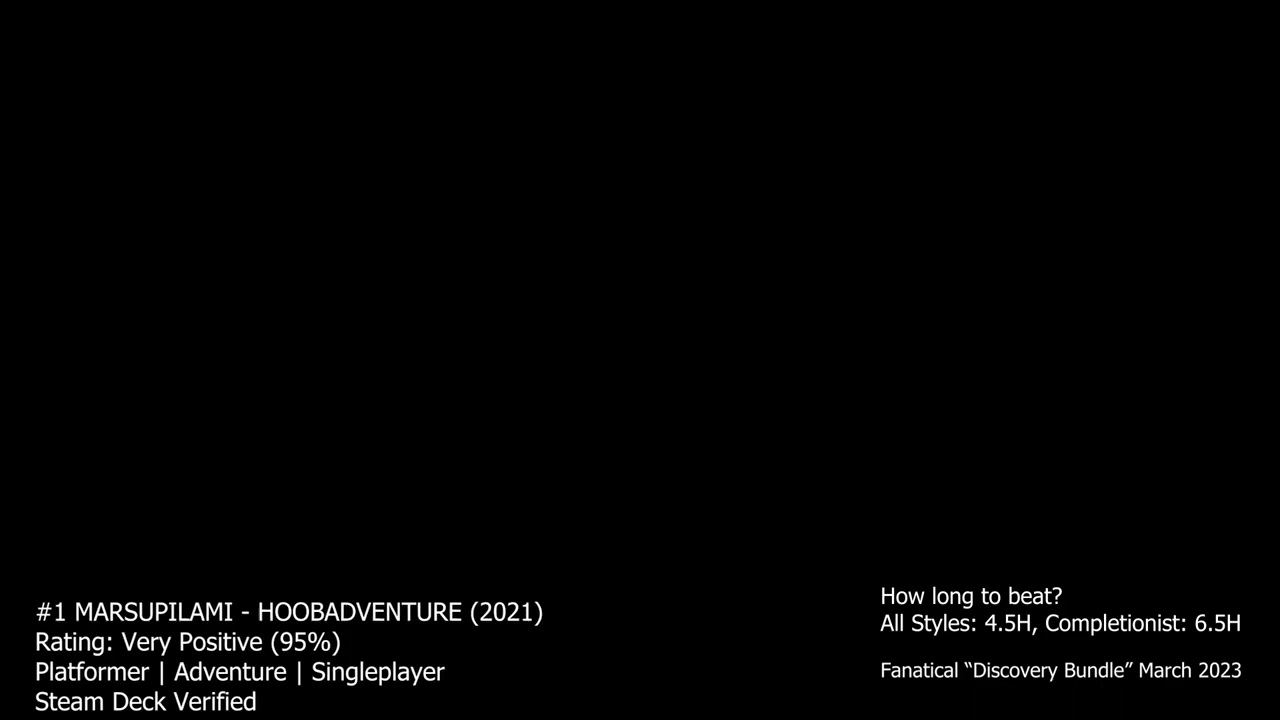 #1 MARSUPILAMI - HOOBADVENTURE (2021)
Rating: Very Positive (95%)
Platformer | Adventure | Singleplayer
Steam Deck Verified
How long to beat?
All Styles: 4.5H, Completionist: 6.5H
Fanatical “Discovery Bundle” March 2023